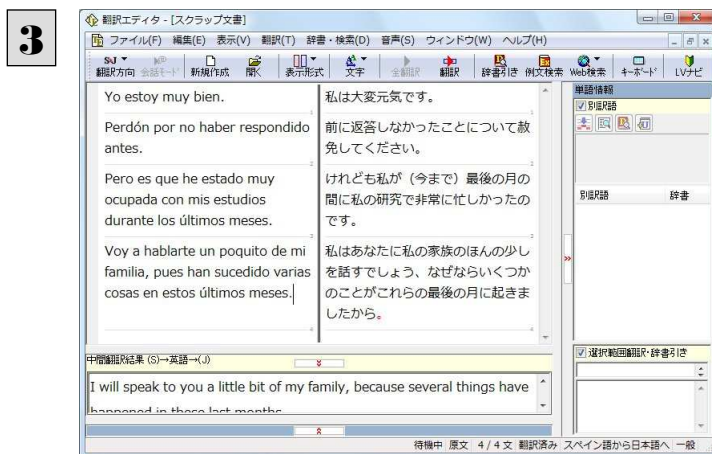 3
翻訳エディタ - [スクラップ文書]
ファイル(F) 編集(E) 表示(V) 翻訳(T) 辞書・検索(D) 音声(S) ウィンドウ(W) ヘルプ(H)
翻訳方向 会話モード 新規作成 開く 表示形式 文字 全翻訳 翻訳 辞書引き 例文検索 Web検索 キーボード LVナビ
Yo estoy muy bien.
私は大変元気です。
1
1
Perdón por no haber respondido
antes.
前に返答しなかったことについて赦
免してください。
2
2
Pero es que he estado muy
ocupada con mis estudios
durante los últimos meses.
けれども私が（今まで）最後の月の
間に私の研究で非常に忙しかったの
です。
3
3
Voy a hablarte un poquito de mi
familia, pues han sucedido varias
cosas en estos últimos meses.
私はあなたに私の家族のほんの少し
を話すでしょう、なぜならいくつか
のことがこれらの最後の月に起きま
したから。
4
4
単語情報
別訳語
別訳語 辞書
選択範囲翻訳・辞書引き
中間翻訳結果 (S)→英語→(J)
I will speak to you a little bit of my family, because several things have
happened in these last months.
待機中 原文 4 / 4 文 翻訳済み スペイン語から日本語へ 一般